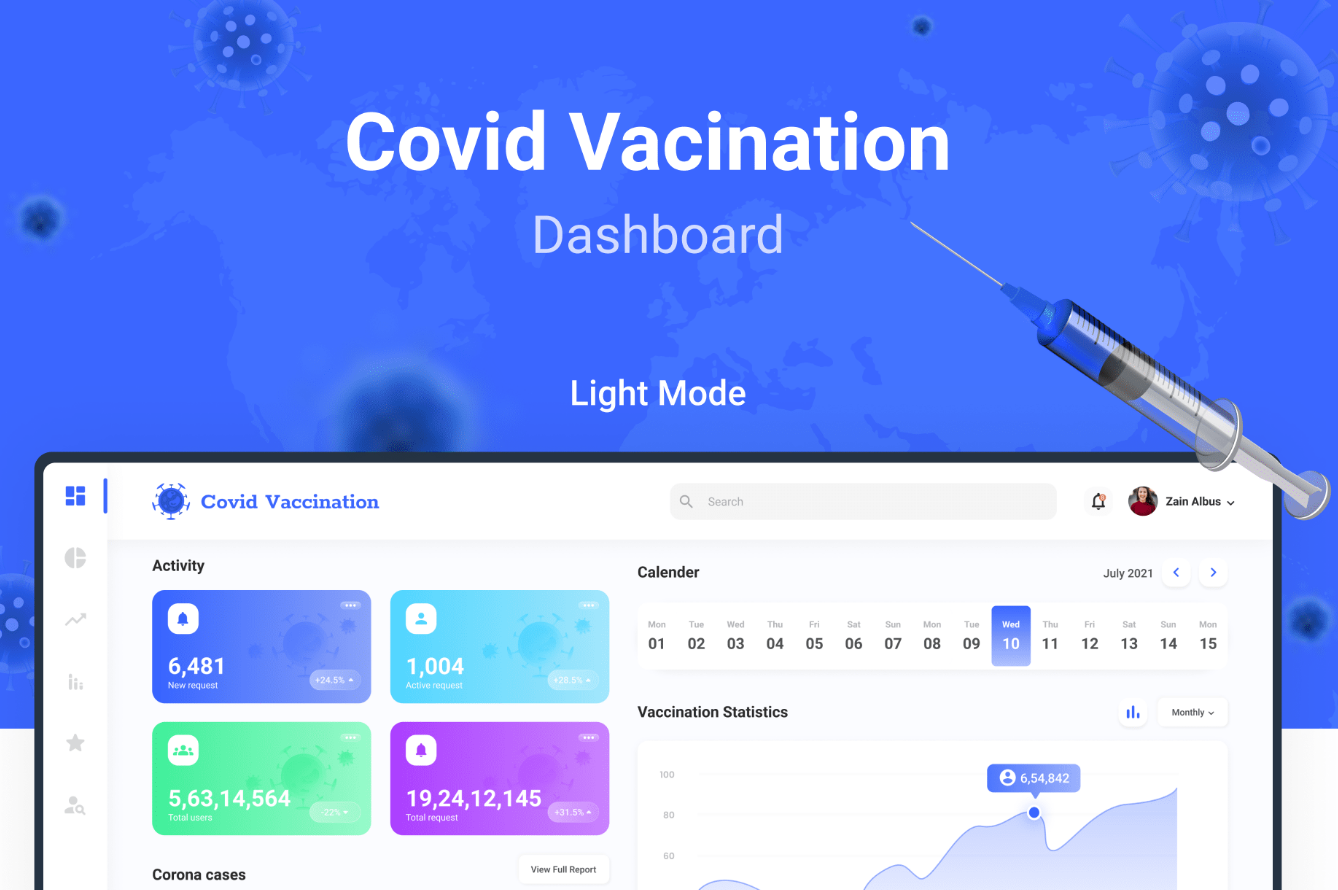 Covid Vacination
Dashboard
Light Mode
Covid Vaccination
Search
Zain Albus
Activity
6,481
New request
+24.5%
1,004
Active request
+28.5%
5,63,14,564
Total users
-22%
19,24,12,145
Total request
+31.5%
Corona cases
View Full Report
Calender
July 2021
Mon Tue Wed Thu Fri Sat Sun Mon Tue Wed Thu Fri Sat Sun Mon
01 02 03 04 05 06 07 08 09 10 11 12 13 14 15
Vaccination Statistics
Monthly
100
6,54,842
80
60